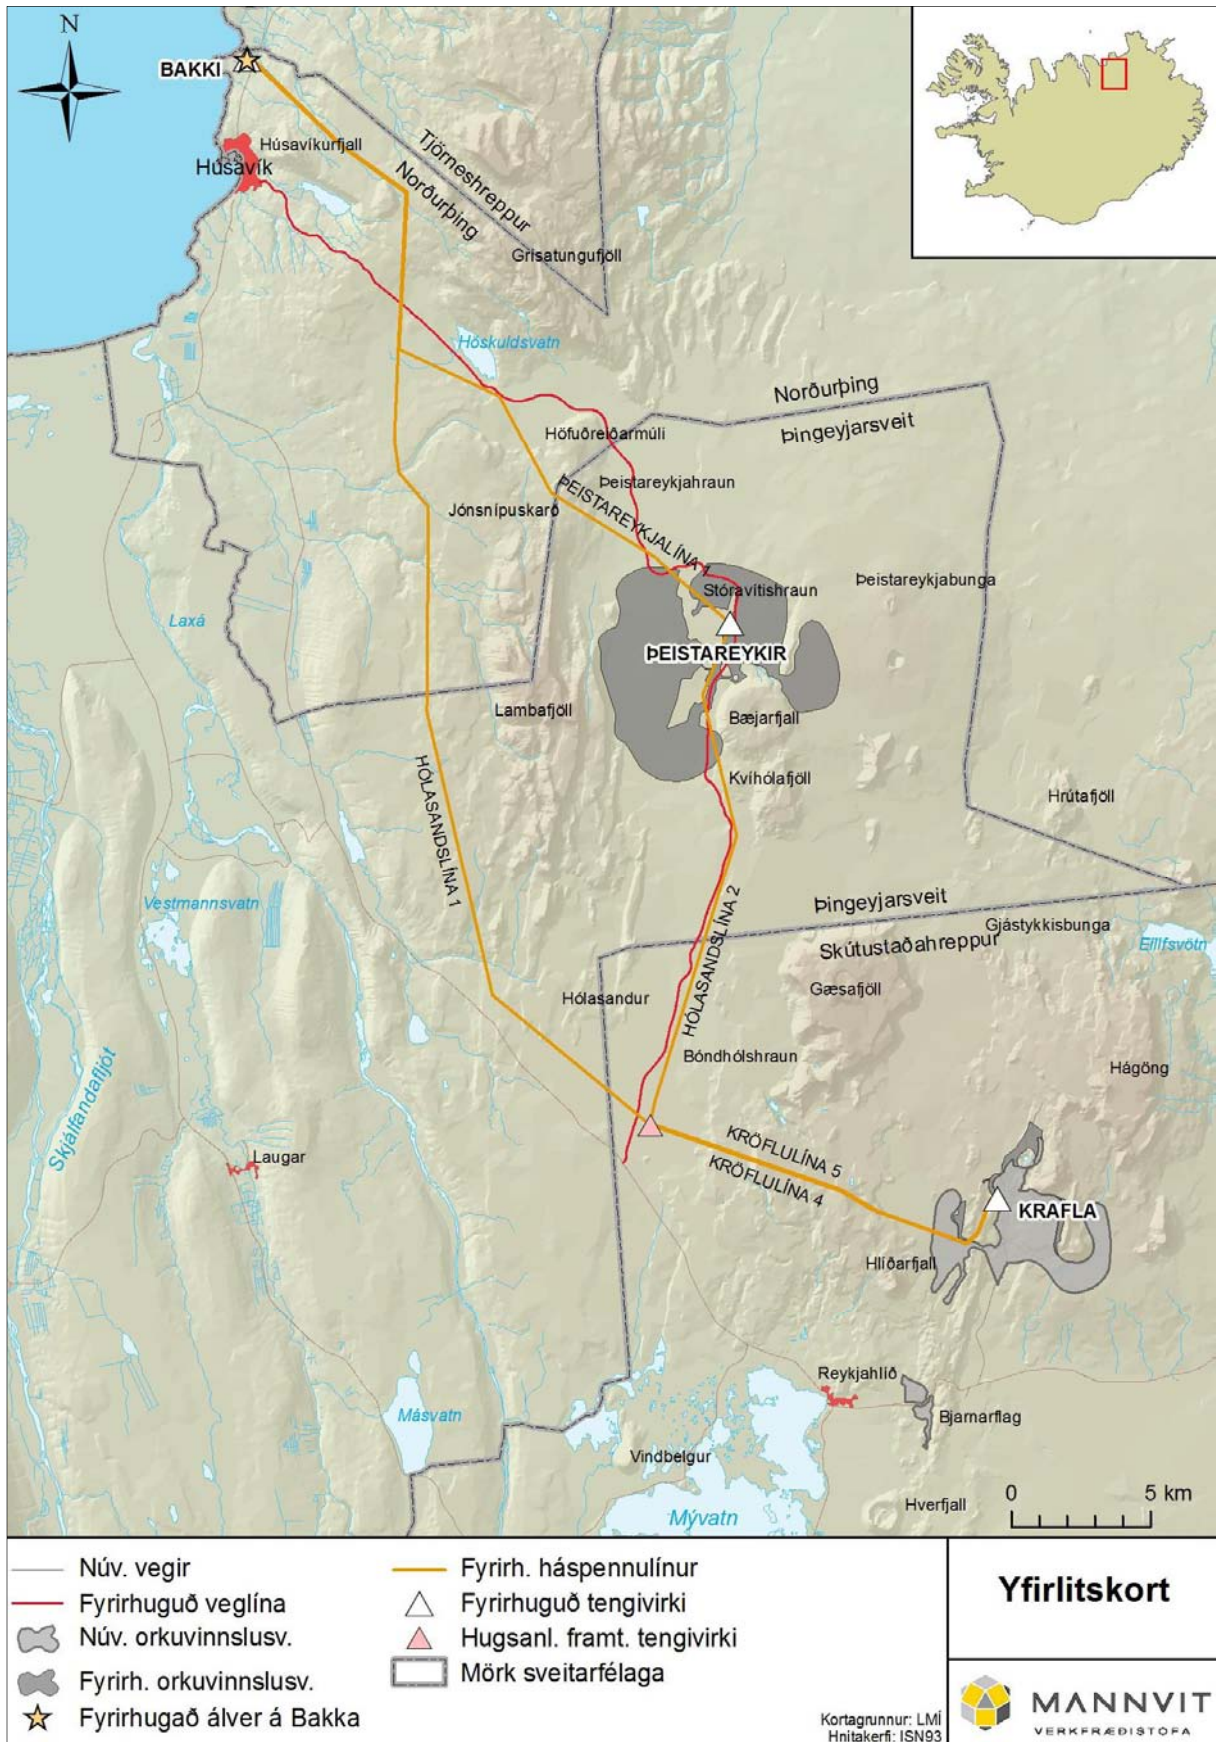 N
BAKKI
Húsavíkurfjall
Húsavík
Tjörneshreppur
Norðurþing
Grísatungufjöll
Höskuldsvatn
Norðurþing
Þingeyjarsveit
Höfuðreiðarmúli
Þeistareykjahraun
ÞEISTAREYKJALÍNA 1
Jónsnípuskarð
Stóravítishraun
Þeistareykjabunga
Laxá
ÞEISTAREYKIR
Lambafjöll
Bæjarfjall
Kvíhólafjöll
Hrútafjöll
HÓLASANDSLÍNA 1
Vestmannsvatn
Þingeyjarsveit
Skútustaðahreppur
Gjástykkisbunga
Eilífsvötn
HÓLASANDSLÍNA 2
Gæsafjöll
Hólasandur
Bóndhólshraun
Hágöng
Skjálfandafljót
Laugar
KRÖFLULÍNA 5
KRÖFLULÍNA 4
KRAFLA
Hlíðarfjall
Reykjahlíð
Bjarnarflag
Másvatn
Vindbelgur
Mývatn
Hverfjall
0 5 km
Núv. vegir
Fyrirhuguð veglína
Núv. orkuvinnslusv.
Fyrirh. orkuvinnslusv.
Fyrirhugað álver á Bakka
Fyrirh. háspennulínur
Fyrirhuguð tengivirki
Hugsanl. framt. tengivirki
Mörk sveitarfélaga
Kortagrunnur: LMÍ
Hnitakerfi: ISN93
Yfirlitskort
MANNVIT
VERKFRÆÐISTOFA